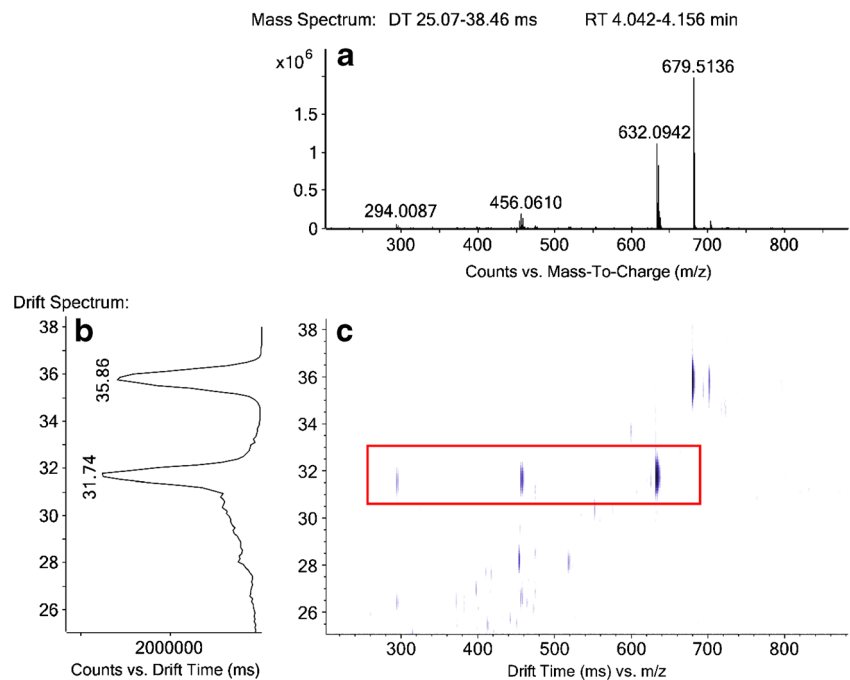 Mass Spectrum: DT 25.07-38.46 ms RT 4.042-4.156 min
x10⁶
a
679.5136
632.0942
456.0610
294.0087
1.5
1
0.5
0
300 400 500 600 700 800
Counts vs. Mass-To-Charge (m/z)
Drift Spectrum:
b
38
36
34
32
30
28
26
35.86
31.74
2000000
Counts vs. Drift Time (ms)
c
38
36
34
32
30
28
26
300 400 500 600 700 800
Drift Time (ms) vs. m/z